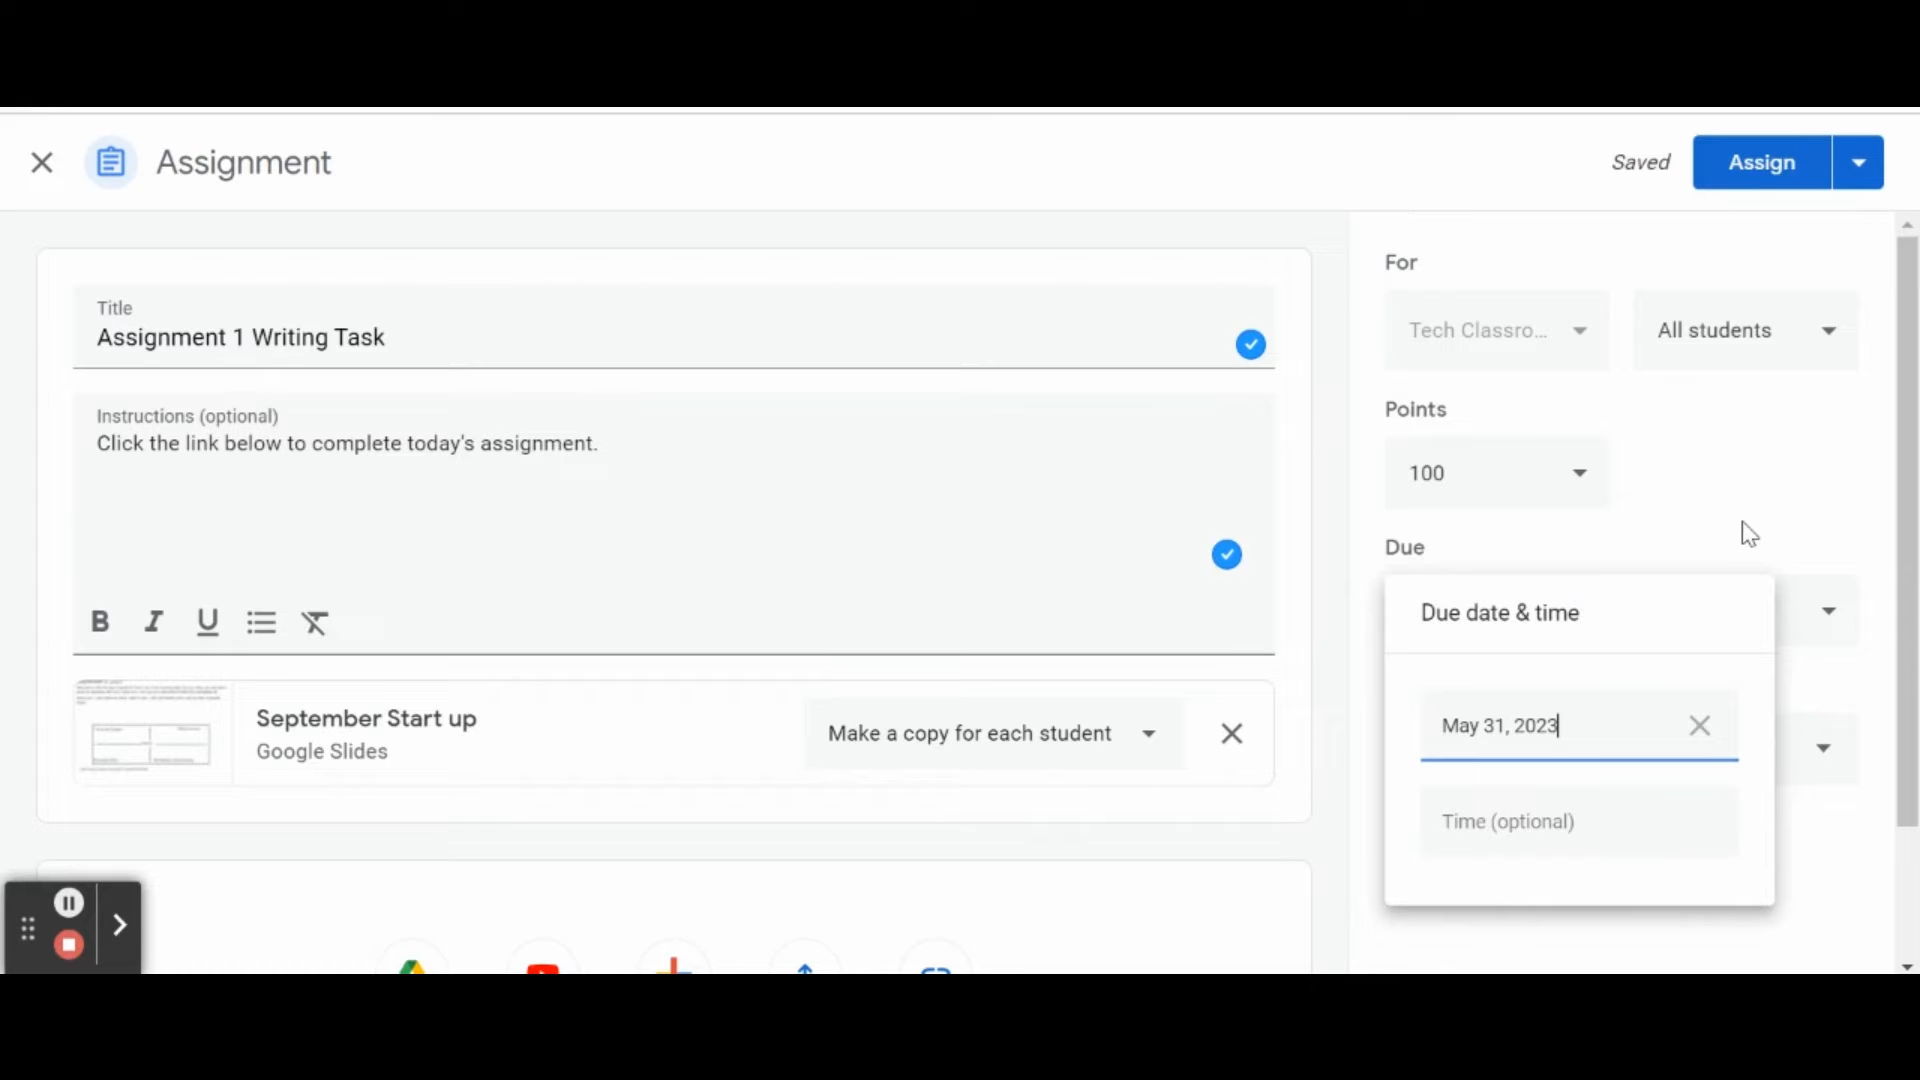 Assignment
Saved
Assign
Title
Assignment 1 Writing Task
Instructions (optional)
Click the link below to complete today's assignment.
B I U
September Start up
Google Slides
Make a copy for each student
For
Tech Classro...
All students
Points
100
Due
Due date & time
May 31, 2023
Time (optional)